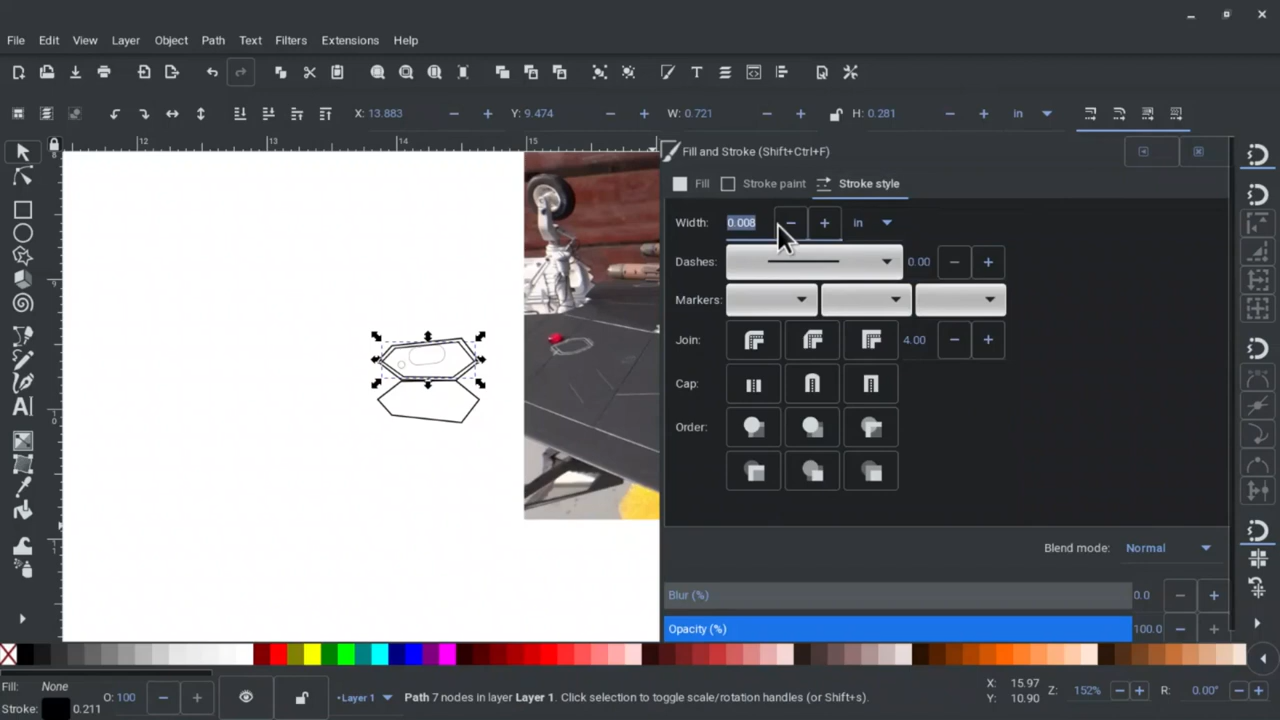 File Edit View Layer Object Path Text Filters Extensions Help
X: 13.883 Y: 9.474 W: 0.721 H: 0.281 in
12 13 14 15
Fill and Stroke (Shift+Ctrl+F)
Fill Stroke paint Stroke style
Width: 0.008 in
Dashes: 0.00
Markers:
Join: 4.00
Cap:
Order:
Blend mode: Normal
Blur (%) 0.0
Opacity (%) 100.0
Fill: None O: 100 Layer 1 Path 7 nodes in layer Layer 1. Click selection to toggle scale/rotation handles (or Shift+s). X: 15.97 Z: 152% R: 0.00°
Stroke: 0.211 Y: 10.90